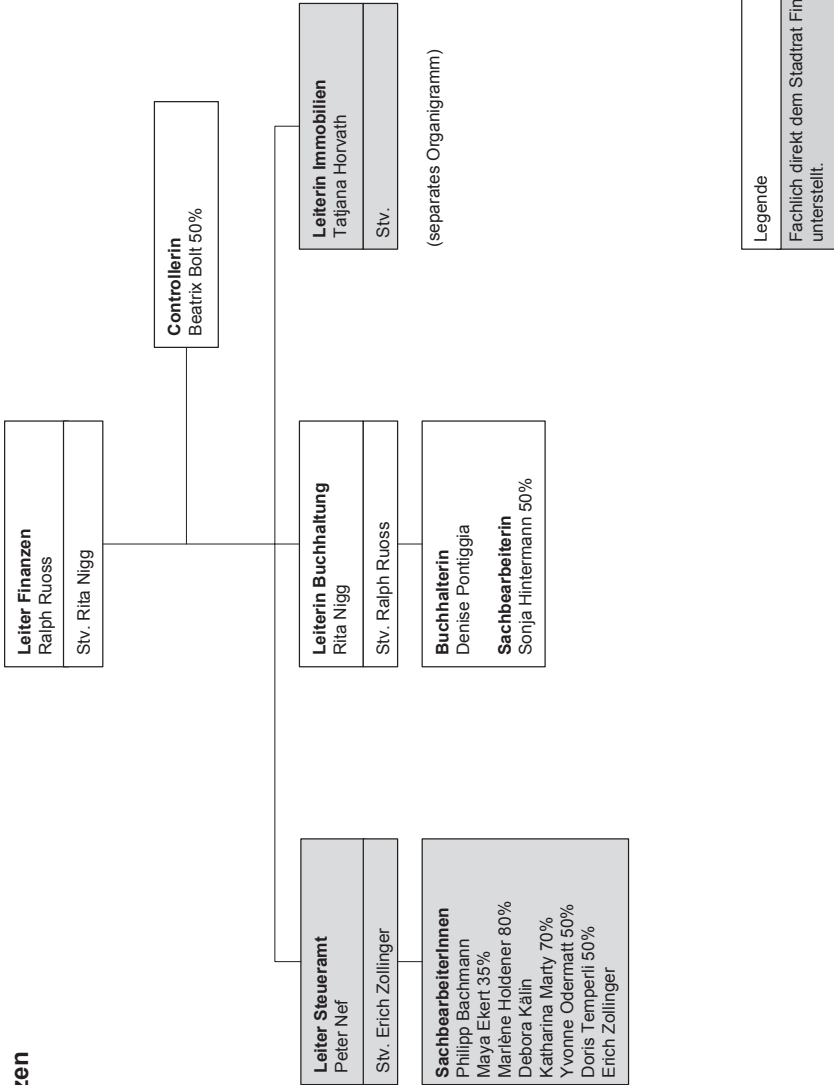 zen
Leiter Finanzen
Ralph Ruoss
Stv. Rita Nigg
Controllerin
Beatrix Bolt 50%
Leiter Steueramt
Peter Nef
Stv. Erich Zollinger
SachbearbeiterInnen
Philipp Bachmann
Maya Ekert 35%
Marlène Holdener 80%
Debora Kälin
Katharina Marty 70%
Yvonne Odermatt 50%
Doris Temperli 50%
Erich Zollinger
Leiterin Buchhaltung
Rita Nigg
Stv. Ralph Ruoss
Buchhalterin
Denise Pontiggia
Sachbearbeiterin
Sonja Hintermann 50%
Leiterin Immobilien
Tatjana Horvath
Stv.
(separates Organigramm)
Legende
Fachlich direkt dem Stadtrat Fin
unterstellt.